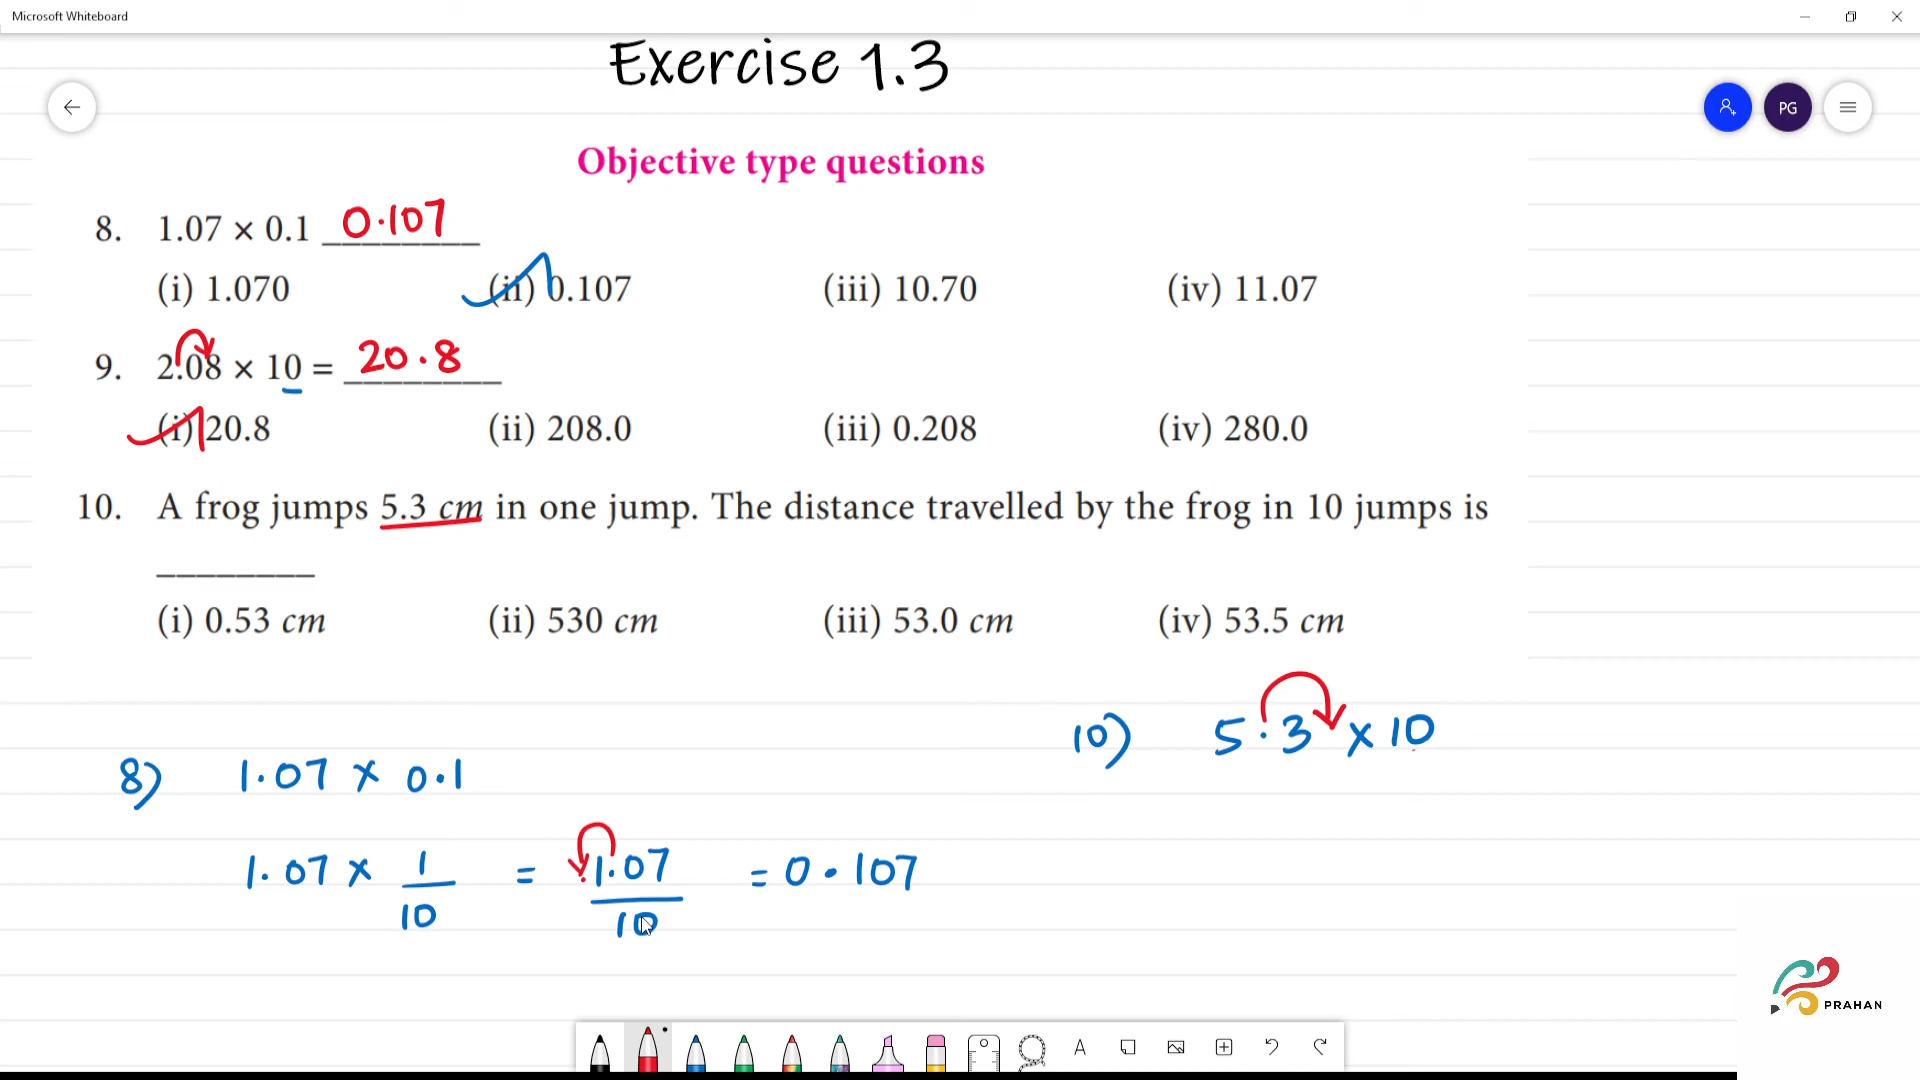 Microsoft Whiteboard
Exercise 1.3
PG
Objective type questions
8. 1.07 × 0.1 ________ 0.107
(i) 1.070 (ii) 0.107 (iii) 10.70 (iv) 11.07
9. 2.08 × 10 = ________ 20.8
(i) 20.8 (ii) 208.0 (iii) 0.208 (iv) 280.0
10. A frog jumps 5.3 cm in one jump. The distance travelled by the frog in 10 jumps is
________
(i) 0.53 cm (ii) 530 cm (iii) 53.0 cm (iv) 53.5 cm
10) 5.3 × 10
8) 1.07 × 0.1
1.07 × 1/10 = 1.07/10 = 0.107
PRAHAN